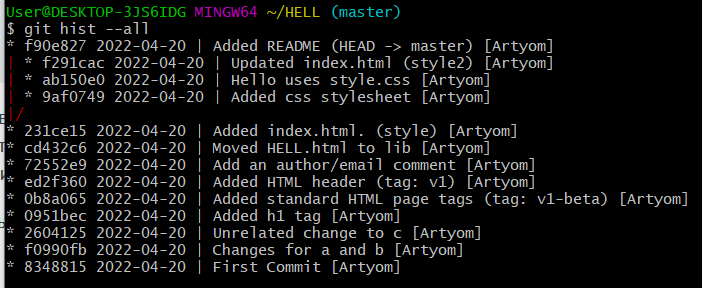 User@DESKTOP-3JS6IDG MINGW64 ~/HELL (master)
$ git hist --all
* f90e827 2022-04-20 | Added README (HEAD -> master) [Artyom]
| * f291cac 2022-04-20 | Updated index.html (style2) [Artyom]
| * ab150e0 2022-04-20 | Hello uses style.css [Artyom]
| * 9af0749 2022-04-20 | Added css stylesheet [Artyom]
|/
* 231ce15 2022-04-20 | Added index.html. (style) [Artyom]
* cd432c6 2022-04-20 | Moved HELL.html to lib [Artyom]
* 72552e9 2022-04-20 | Add an author/email comment [Artyom]
* ed2f360 2022-04-20 | Added HTML header (tag: v1) [Artyom]
* 0b8a065 2022-04-20 | Added standard HTML page tags (tag: v1-beta) [Artyom]
* 0951bec 2022-04-20 | Added h1 tag [Artyom]
* 2604125 2022-04-20 | Unrelated change to c [Artyom]
* f0990fb 2022-04-20 | Changes for a and b [Artyom]
* 8348815 2022-04-20 | First Commit [Artyom]